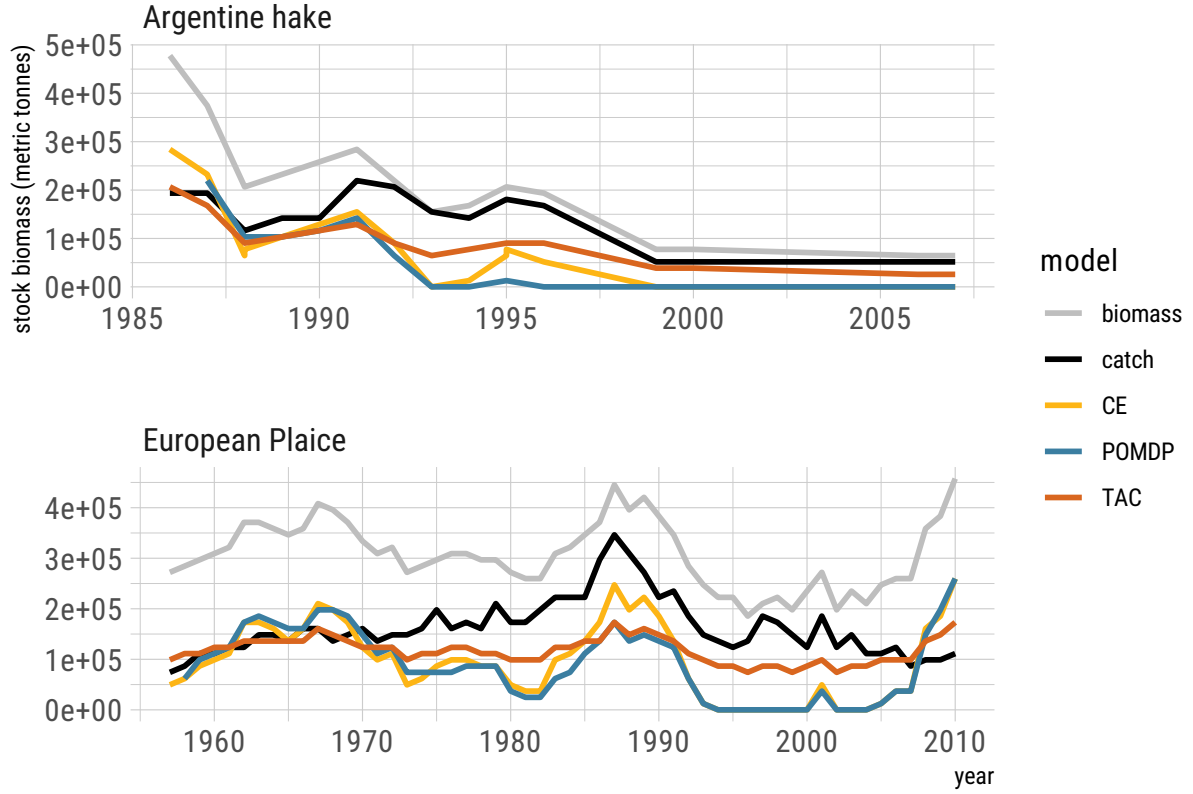 Argentine hake
stock biomass (metric tonnes)
5e+05
4e+05
3e+05
2e+05
1e+05
0e+00
1985 1990 1995 2000 2005
model
biomass
catch
CE
POMDP
TAC
European Plaice
4e+05
3e+05
2e+05
1e+05
0e+00
1960 1970 1980 1990 2000 2010
year